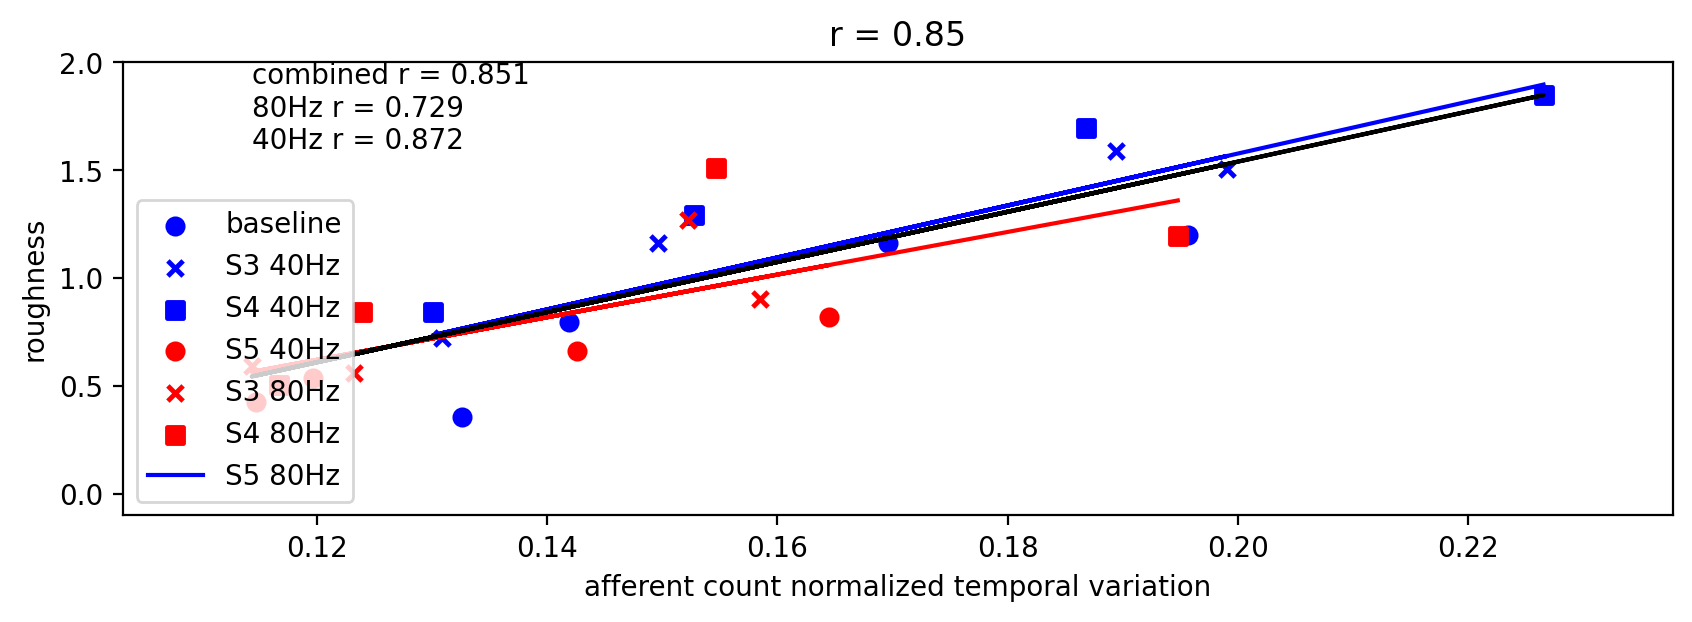 r = 0.85
combined r = 0.851
80Hz r = 0.729
40Hz r = 0.872
baseline
S3 40Hz
S4 40Hz
S5 40Hz
S3 80Hz
S4 80Hz
S5 80Hz
roughness
2.0
1.5
1.0
0.5
0.0
0.12 0.14 0.16 0.18 0.20 0.22
afferent count normalized temporal variation